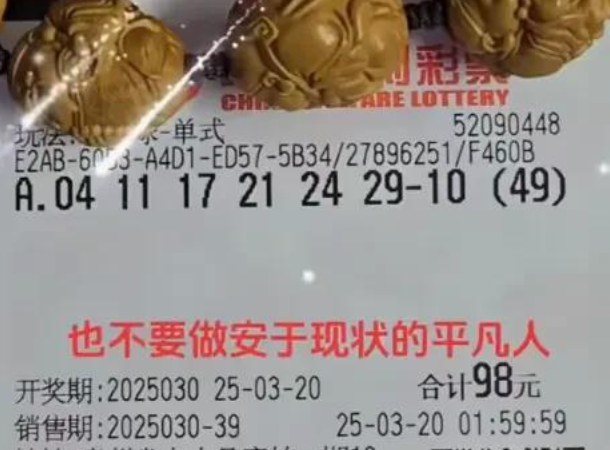 彩票
CHI ARE LOTTERY
玩法: 球-单式
52090448
E2AB-60B3-A4D1-ED57-5B34/27896251/F460B
A.04 11 17 21 24 29-10 (49)
也不要做安于现状的平凡人
开奖期:2025030 25-03-20 合计98元
销售期:2025030-39 25-03-20 01:59:59